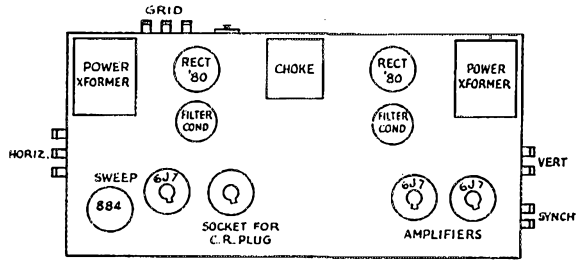 GRID
POWER
XFORMER
RECT
'80
CHOKE
RECT
'80
POWER
XFORMER
FILTER
COND
FILTER
COND
HORIZ.
VERT
SWEEP
6J7
884
SOCKET FOR
C.R. PLUG
6J7
6J7
AMPLIFIERS
SYNCH